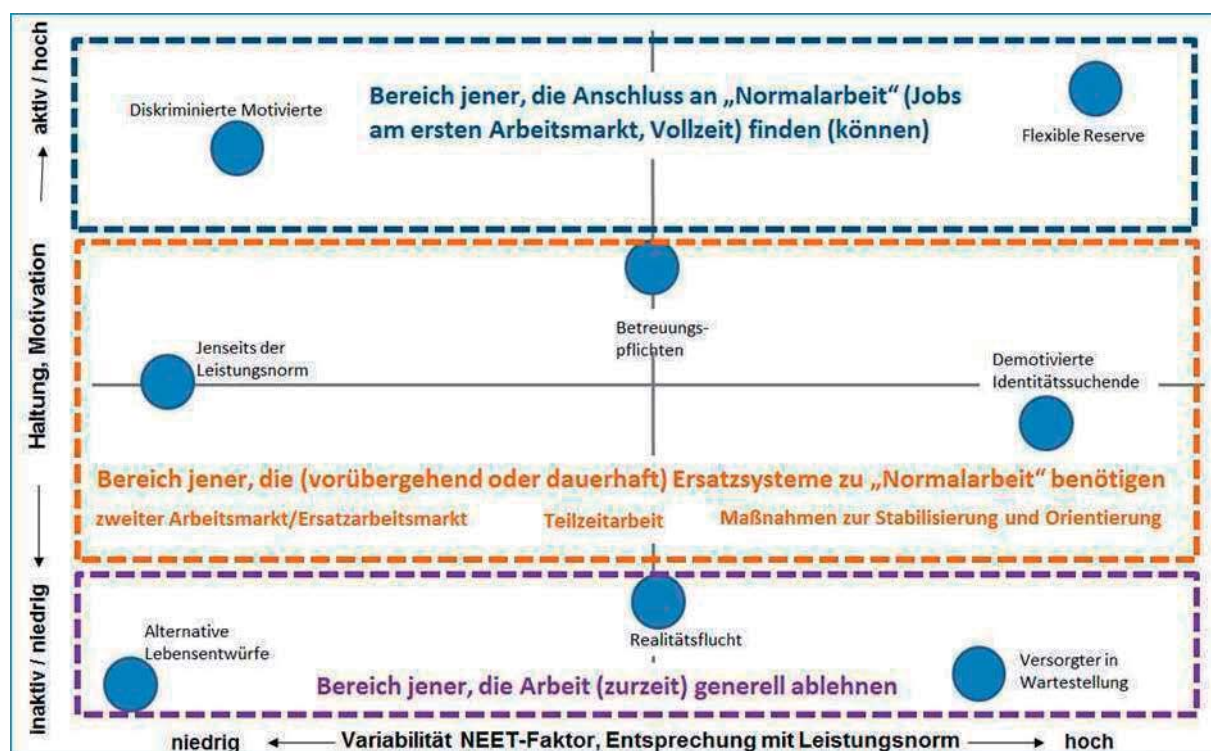 aktiv / hoch
Haltung, Motivation
Inaktiv / niedrig
Diskriminierte Motivierte
Bereich jener, die Anschluss an „Normalarbeit“ (Jobs
am ersten Arbeitsmarkt, Vollzeit) finden (können)
Flexible Reserve
Betreuungs-
pflichten
Jenseits der
Leistungsnorm
Demotivierte
Identitätssuchende
Bereich jener, die (vorübergehend oder dauerhaft) Ersatzsysteme zu „Normalarbeit“ benötigen
zweiter Arbeitsmarkt/Ersatzarbeitsmarkt
Teilzeitarbeit
Maßnahmen zur Stabilisierung und Orientierung
Alternative
Lebensentwürfe
Realitätsflucht
Versorgter in
Wartestellung
Bereich jener, die Arbeit (zurzeit) generell ablehnen
niedrig
Variabilität NEET-Faktor, Entsprechung mit Leistungsnorm
hoch